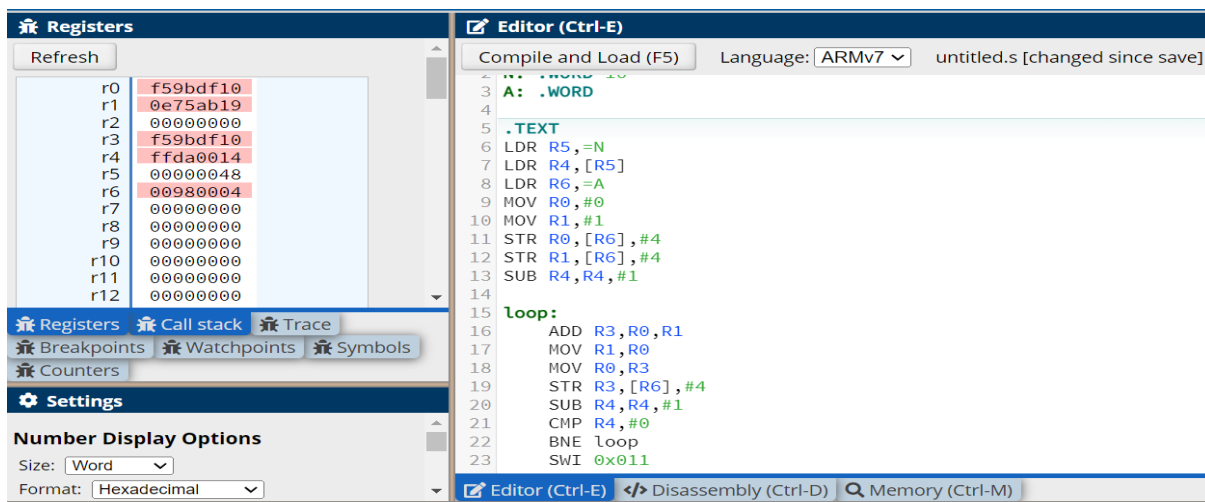 Registers
Refresh
r0 f59bdf10
r1 0e75ab19
r2 00000000
r3 f59bdf10
r4 ffda0014
r5 00000048
r6 00980004
r7 00000000
r8 00000000
r9 00000000
r10 00000000
r11 00000000
r12 00000000
Registers Call stack Trace
Breakpoints Watchpoints Symbols
Counters
Settings
Number Display Options
Size: Word
Format: Hexadecimal
Editor (Ctrl-E)
Compile and Load (F5) Language: ARMv7 untitled.s [changed since save]
2 N: .WORD 10
3 A: .WORD
4
5 .TEXT
6 LDR R5,=N
7 LDR R4,[R5]
8 LDR R6,=A
9 MOV R0,#0
10 MOV R1,#1
11 STR R0,[R6],#4
12 STR R1,[R6],#4
13 SUB R4,R4,#1
14
15 loop:
16 ADD R3,R0,R1
17 MOV R1,R0
18 MOV R0,R3
19 STR R3,[R6],#4
20 SUB R4,R4,#1
21 CMP R4,#0
22 BNE loop
23 SWI 0x011
Editor (Ctrl-E) </> Disassembly (Ctrl-D) Memory (Ctrl-M)